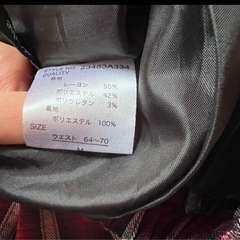 STYLE NO. 23483A334
QUALITY
表地
レーヨン 55%
ポリエステル 42%
ポリウレタン 3%
裏地
ポリエステル 100%
SIZE
ウエスト 64~70
M